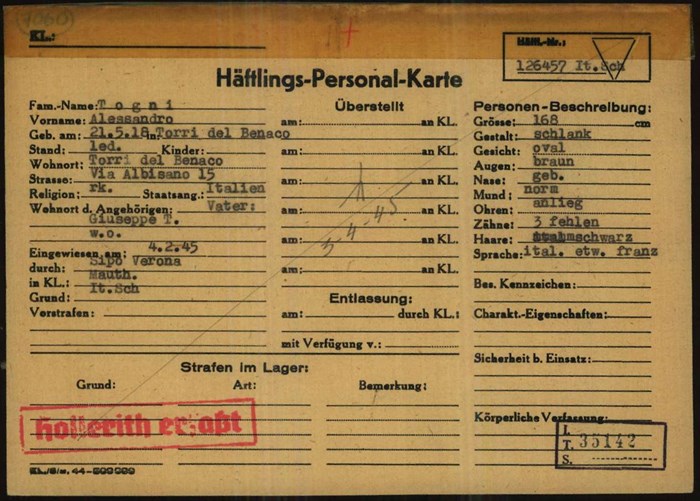 7060
KL.:
Häftl.-Nr.:
126457 It.Sch
Häftlings-Personal-Karte
Fam.-Name: Togni
Vorname: Alessandro
Geb. am: 21.5.18 in: Torri del Benaco
Stand: led. Kinder:
Wohnort: Torri del Benaco
Strasse: Via Albisano 15
Religion: rk. Staatsang.: Italien
Wohnort d. Angehörigen: Vater:
Giuseppe T.
w.o.
Eingewiesen am: 4.2.45
durch: Sipo Verona
in KL.: Mauth.
Grund: It.Sch
Vorstrafen:
Überstellt
am: an KL.
am: an KL.
am: an KL.
am: an KL.
am: an KL.
am: an KL.
3-4-45.
Entlassung:
am: durch KL.:
mit Verfügung v.:
Personen-Beschreibung:
Grösse: 168 cm
Gestalt: schlank
Gesicht: oval
Augen: braun
Nase: geb.
Mund: norm
Ohren: anlieg
Zähne: 3 fehlen
Haare: schwarz
Sprache: ital. etw. franz
Bes. Kennzeichen:
Charakt.-Eigenschaften:
Sicherheit b. Einsatz:
Körperliche Verfassung:
Strafen im Lager:
Grund: Art: Bemerkung:
Hollerith erfaßt
I.
T. 35142
S.